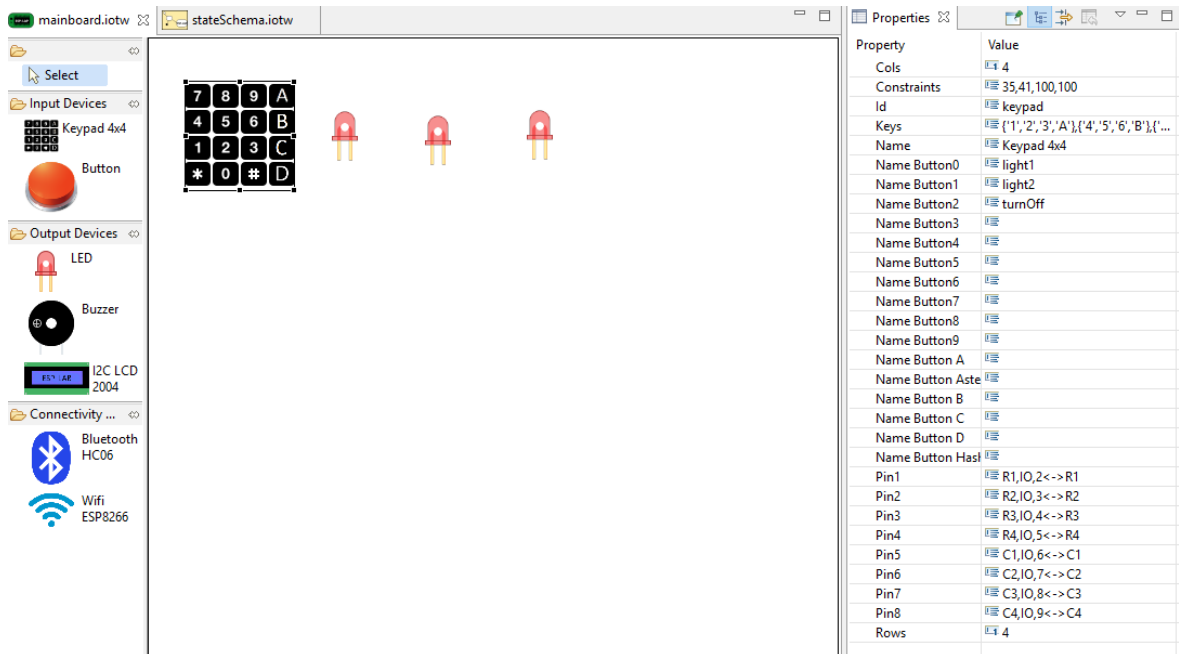 mainboard.iotw
stateSchema.iotw
Select
Input Devices
Keypad 4x4
Button
Output Devices
LED
Buzzer
ESP LAB
I2C LCD
2004
Connectivity ...
Bluetooth
HC06
Wifi
ESP8266
7 8 9 A
4 5 6 B
1 2 3 C
* 0 # D
Properties
Property Value
Cols 4
Constraints 35,41,100,100
Id keypad
Keys {'1','2','3','A'},{'4','5','6','B'},{'...
Name Keypad 4x4
Name Button0 light1
Name Button1 light2
Name Button2 turnOff
Name Button3
Name Button4
Name Button5
Name Button6
Name Button7
Name Button8
Name Button9
Name Button A
Name Button Aste
Name Button B
Name Button C
Name Button D
Name Button Hasl
Pin1 R1,IO,2<->R1
Pin2 R2,IO,3<->R2
Pin3 R3,IO,4<->R3
Pin4 R4,IO,5<->R4
Pin5 C1,IO,6<->C1
Pin6 C2,IO,7<->C2
Pin7 C3,IO,8<->C3
Pin8 C4,IO,9<->C4
Rows 4